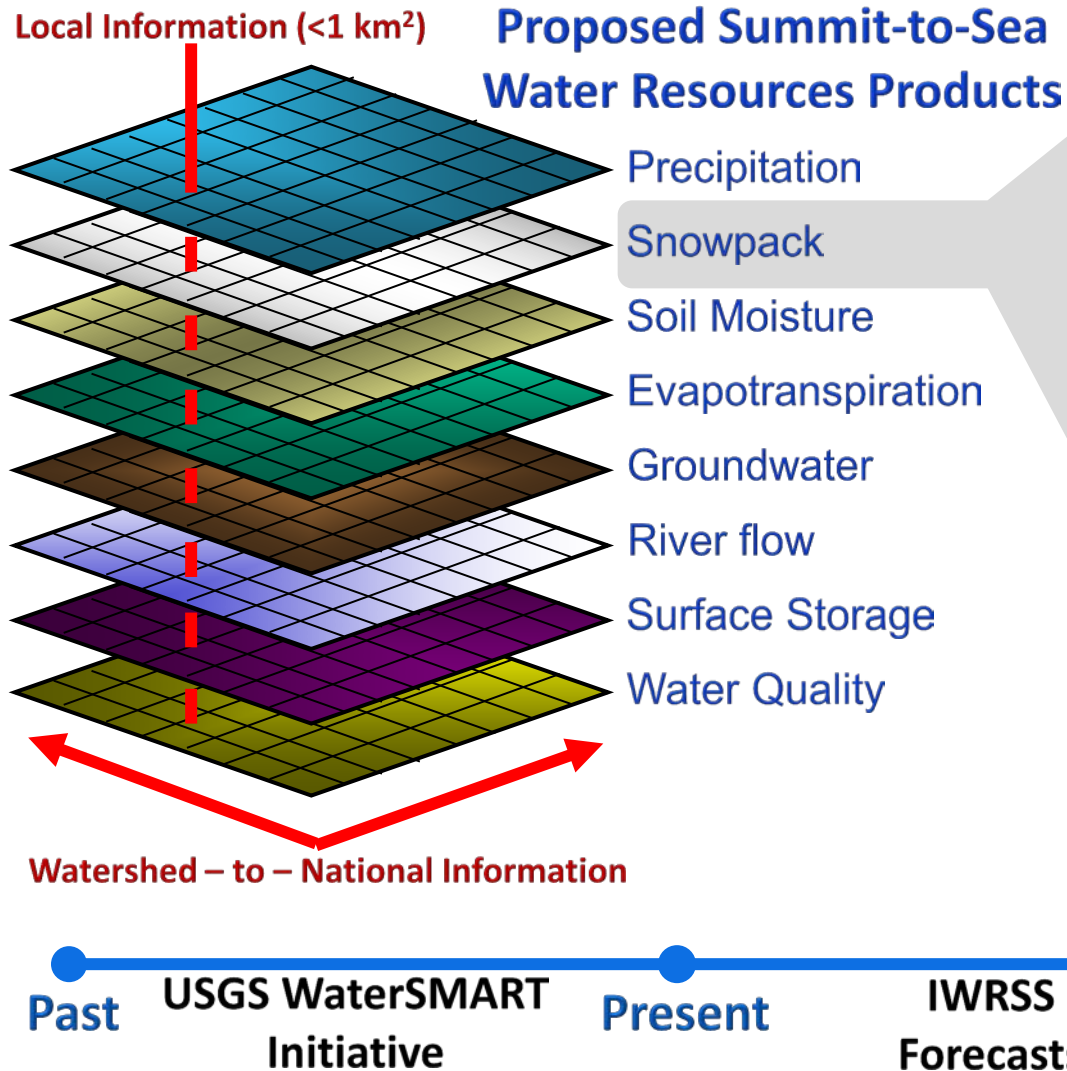 Local Information (<1 km²)
Proposed Summit-to-Sea
Water Resources Products
Precipitation
Snowpack
Soil Moisture
Evapotranspiration
Groundwater
River flow
Surface Storage
Water Quality
Watershed – to – National Information
Past
USGS WaterSMART
Initiative
Present
IWRSS
Forecasts